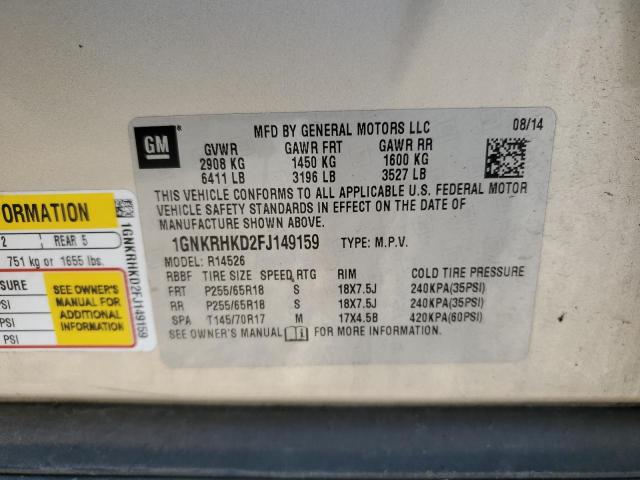 GM
MFD BY GENERAL MOTORS LLC 08/14
GVWR GAWR FRT GAWR RR
2908 KG 1450 KG 1600 KG
6411 LB 3196 LB 3527 LB
THIS VEHICLE CONFORMS TO ALL APPLICABLE U.S. FEDERAL MOTOR
VEHICLE SAFETY STANDARDS IN EFFECT ON THE DATE OF
MANUFACTURE SHOWN ABOVE.
1GNKRHKD2FJ149159 TYPE: M.P.V.
MODEL: R14526
RBBF TIRE SIZE SPEED RTG RIM COLD TIRE PRESSURE
FRT P255/65R18 S 18X7.5J 240KPA(35PSI)
RR P255/65R18 S 18X7.5J 240KPA(35PSI)
SPA T145/70R17 M 17X4.5B 420KPA(60PSI)
SEE OWNER'S MANUAL FOR MORE INFORMATION.
FORMATION
2 REAR 5
751 kg or 1655 lbs.
SURE
PSI
PSI
PSI
SEE OWNER'S
MANUAL FOR
ADDITIONAL
INFORMATION
1GNKRHKD2FJ149159